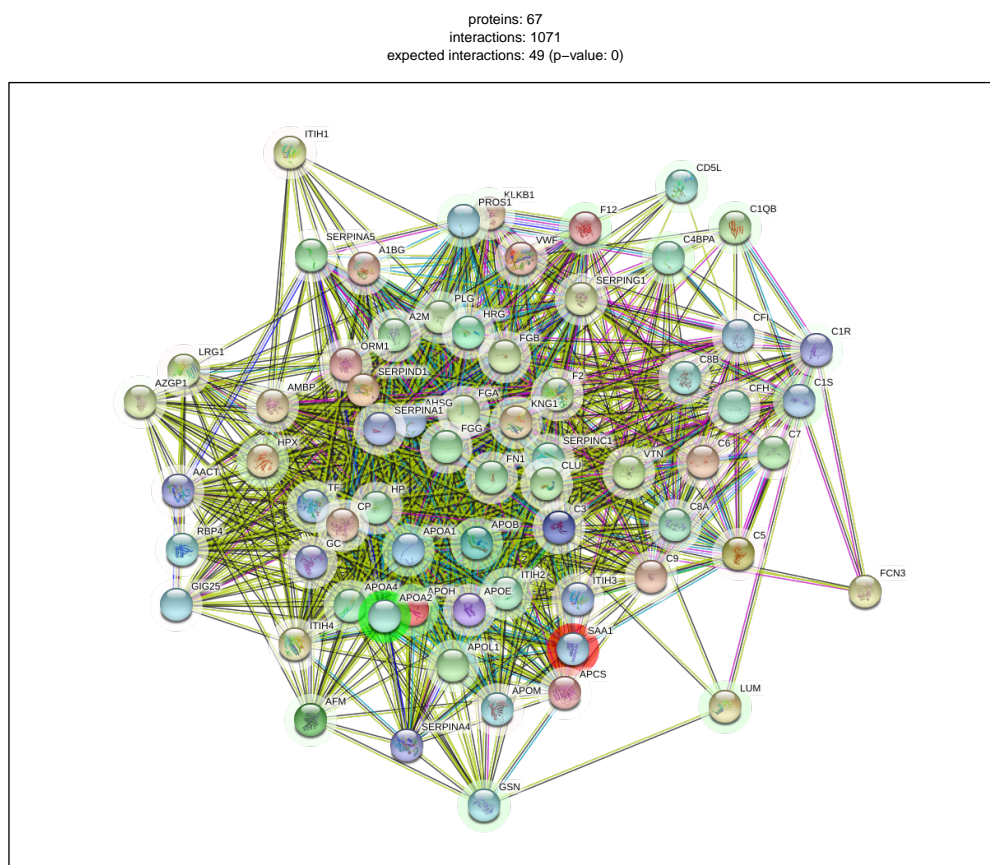 proteins: 67
interactions: 1071
expected interactions: 49 (p−value: 0)
ITIH1
CD5L
KLKB1
PROS1
F12
C1QB
SERPINA5
A1BG
VWF
C4BPA
SERPING1
PLG
A2M
HRG
CFI
C1R
FGB
ORM1
LRG1
C8B
SERPIND1
F2
AZGP1
AMBP
CFH
C1S
FGA
AHSG
SERPINA1
KNG1
HPX
FGG
SERPINC1
VTN
C6
C7
FN1
CLU
AACT
TF
HP
CP
C3
C8A
RBP4
APOA1
APOB
C5
GC
C9
ITIH2
ITIH3
FCN3
GIG25
APOA4
APOH
APOA2
APOE
ITIH4
SAA1
APOL1
APCS
LUM
AFM
APOM
SERPINA4
GSN